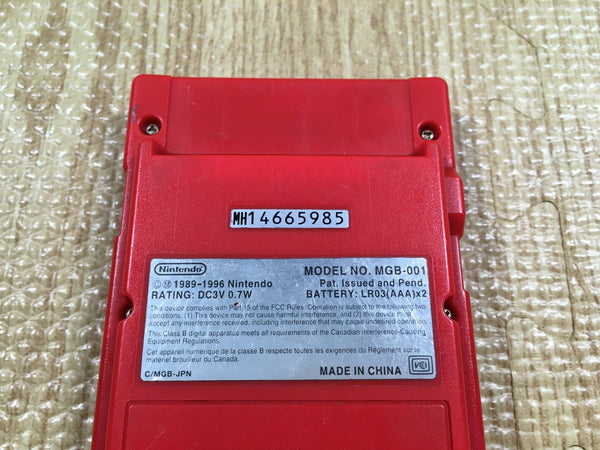 MH14665985
Nintendo
MODEL NO. MGB-001
©Ⓜ 1989-1996 Nintendo
Pat. Issued and Pend.
RATING: DC3V 0.7W
BATTERY: LR03(AAA)x2
This device complies with Part 15 of the FCC Rules. Operation is subject to the following two
conditions. (1) This device may not cause harmful interference, and (2) this device must
accept any interference received, including interference that may cause undesired operation.
This Class B digital apparatus meets all requirements of the Canadian Interference-Causing
Equipment Regulations.
Cet appareil numérique de la classe B respecte toutes les exigences du Règlement sur le
matériel brouilleur du Canada.
C/MGB-JPN
MADE IN CHINA